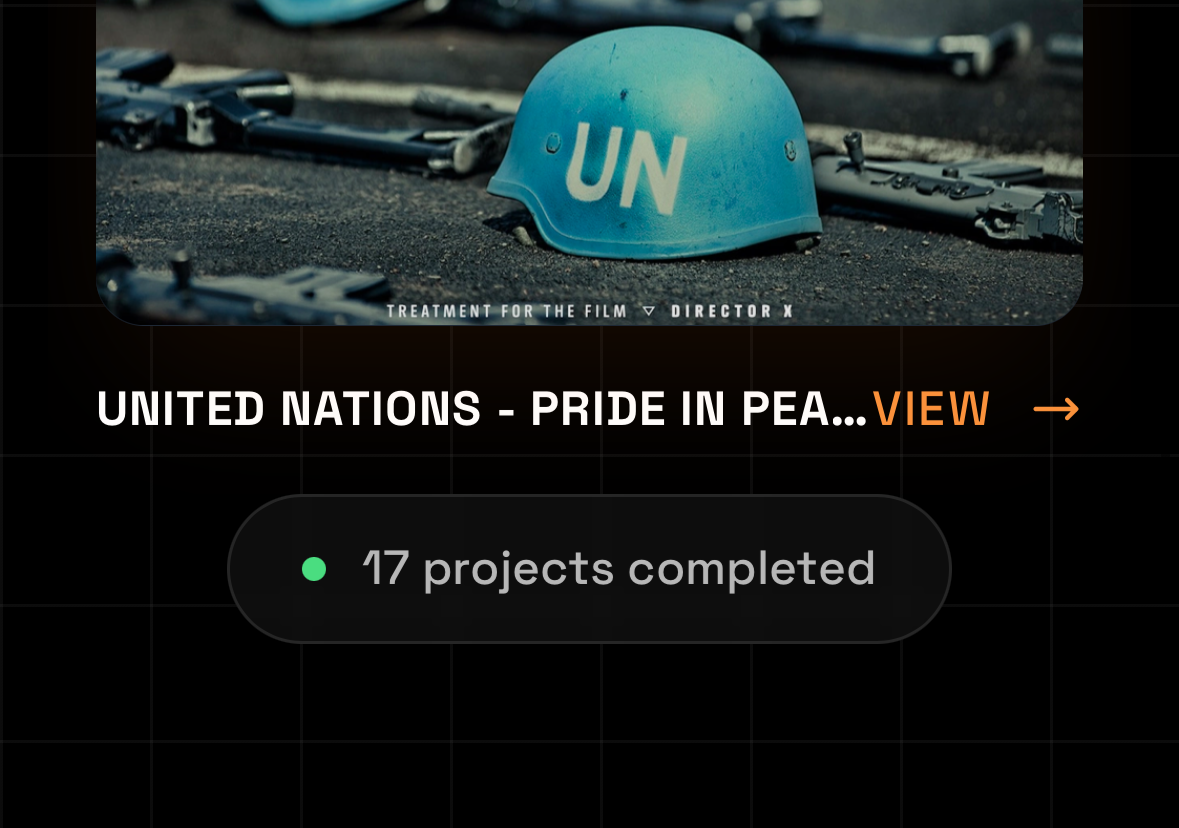 UN
TREATMENT FOR THE FILM ▽ DIRECTOR X
UNITED NATIONS - PRIDE IN PEA... VIEW →
17 projects completed